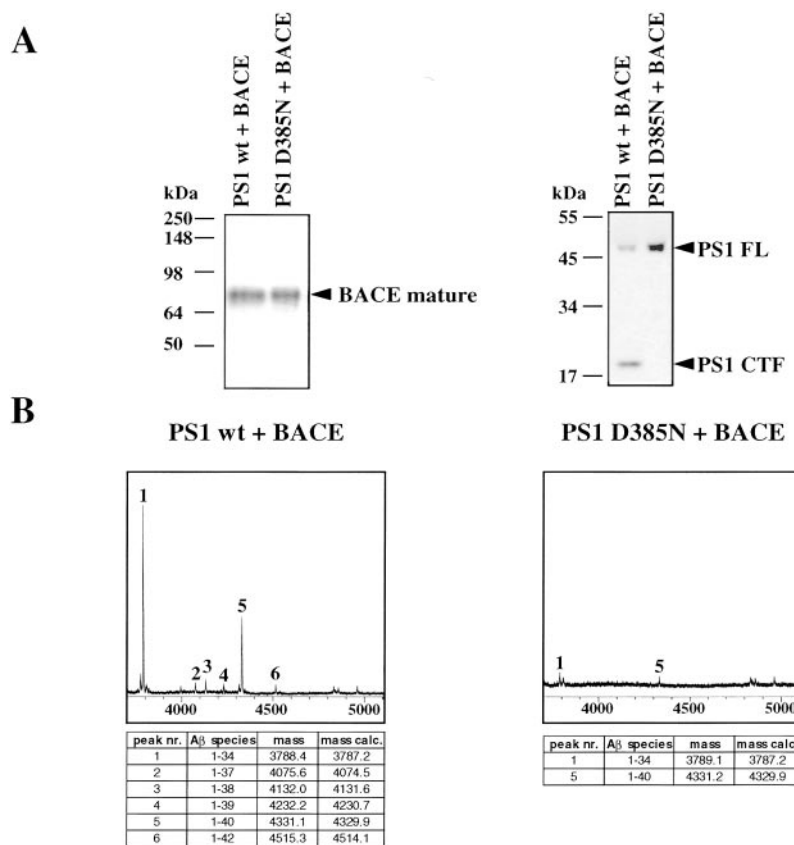 A
PS1 wt + BACE
PS1 D385N + BACE
kDa
250
148
98
64
50
BACE mature
PS1 wt + BACE
PS1 D385N + BACE
55
45
34
17
PS1 FL
PS1 CTF
B
PS1 wt + BACE
1
2
3
4
5
6
4000 4500 5000
peak nr. Aβ species mass mass calc.
1 1-34 3788.4 3787.2
2 1-37 4075.6 4074.5
3 1-38 4132.0 4131.6
4 1-39 4232.2 4230.7
5 1-40 4331.1 4329.9
6 1-42 4515.3 4514.1
PS1 D385N + BACE
1
5
4000 4500 5000
peak nr. Aβ species mass mass calc.
1 1-34 3789.1 3787.2
5 1-40 4331.2 4329.9